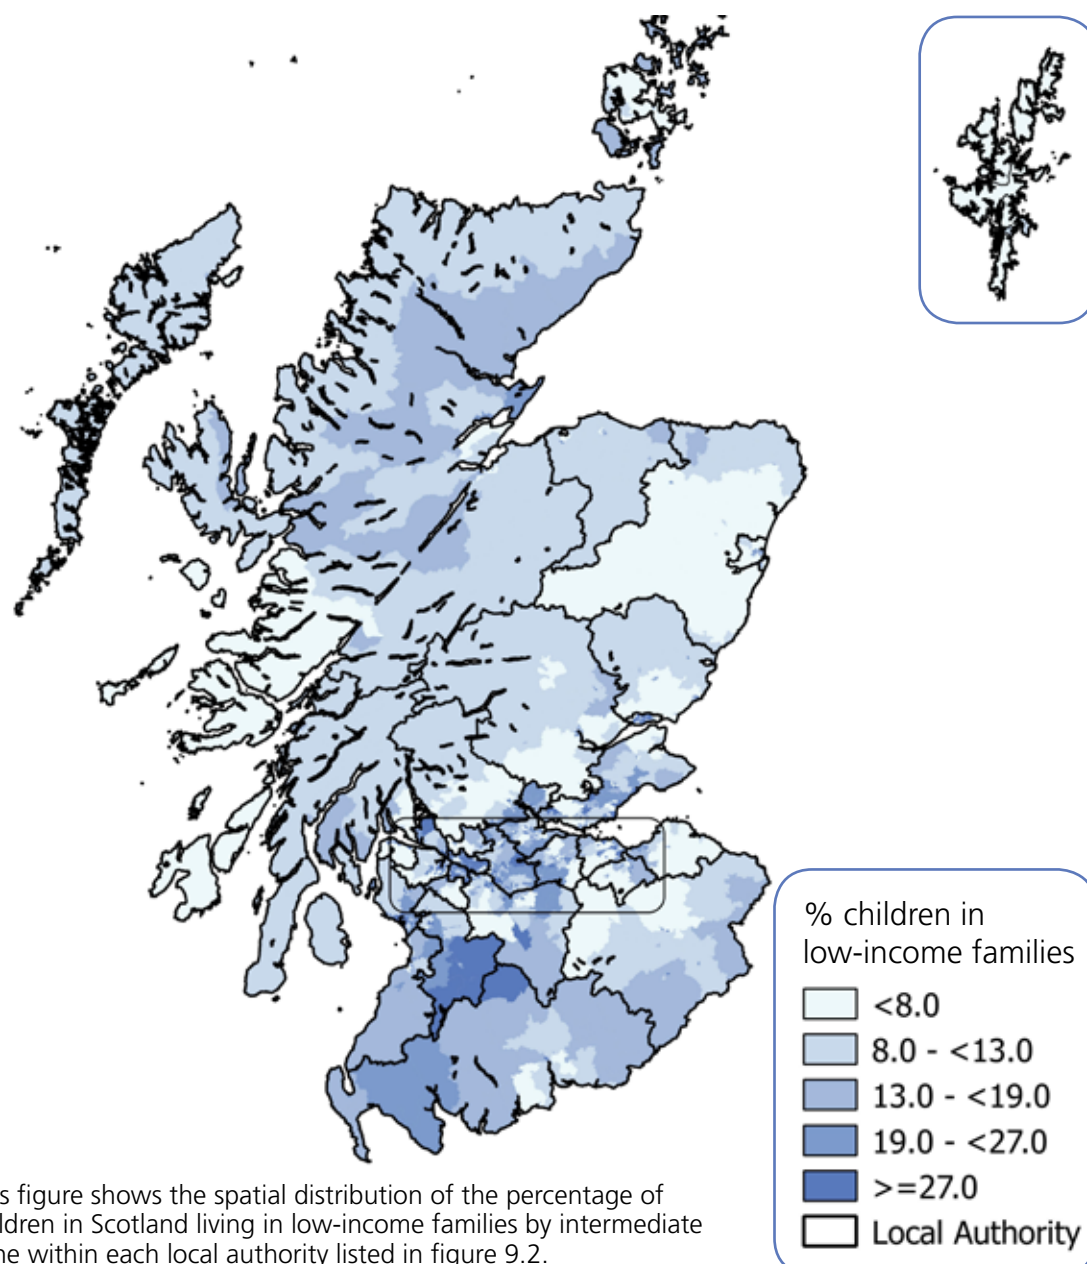 % children in
low-income families
<8.0
8.0 - <13.0
13.0 - <19.0
19.0 - <27.0
>=27.0
Local Authority
s figure shows the spatial distribution of the percentage of
ldren in Scotland living in low-income families by intermediate
ne within each local authority listed in figure 9.2.